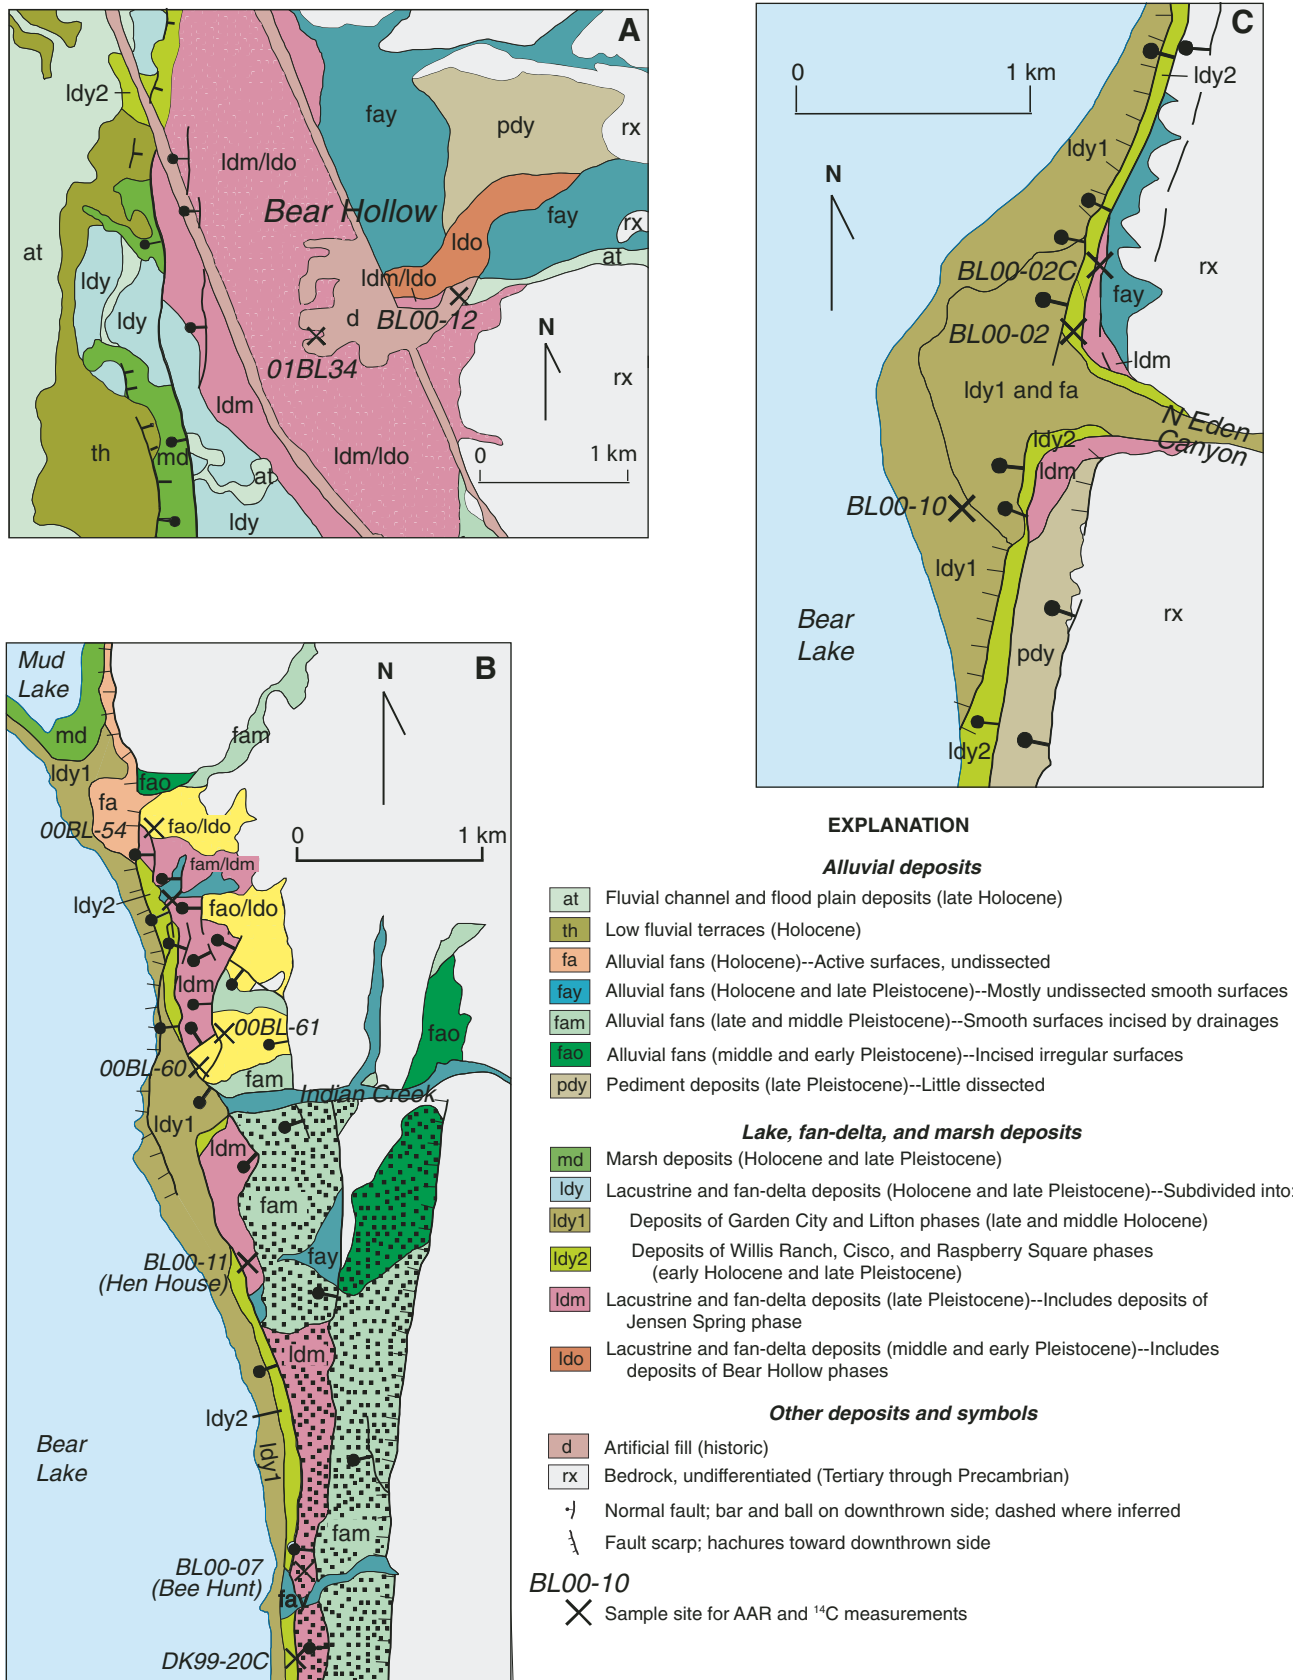 A
ldy2
fay
pdy
rx
ldm/ldo
Bear Hollow
fay
rx
at
ldo
at
ldy
ldm/ldo
ldy
d
BL00-12
N
01BL34
rx
ldm
th
md
ldm/ldo
0
1 km
at
ldy
C
0
1 km
ldy2
ldy1
N
BL00-02C
rx
fay
BL00-02
ldm
ldy1 and fa
N Eden
Canyon
ldy2
ldm
BL00-10
ldy1
rx
Bear
Lake
pdy
ldy2
Mud
Lake
B
N
fam
md
ldy1
fao
fa
00BL-54
fao/ldo
0
1 km
fam/ldm
ldy2
fao/ldo
ldm
00BL-61
fao
00BL-60
fam
Indian Creek
ldy1
ldm
fam
BL00-11
(Hen House)
fay
ldm
ldy2
Bear
Lake
ldy1
fam
BL00-07
(Bee Hunt)
fay
DK99-20C
EXPLANATION
Alluvial deposits
at Fluvial channel and flood plain deposits (late Holocene)
th Low fluvial terraces (Holocene)
fa Alluvial fans (Holocene)--Active surfaces, undissected
fay Alluvial fans (Holocene and late Pleistocene)--Mostly undissected smooth surfaces
fam Alluvial fans (late and middle Pleistocene)--Smooth surfaces incised by drainages
fao Alluvial fans (middle and early Pleistocene)--Incised irregular surfaces
pdy Pediment deposits (late Pleistocene)--Little dissected
Lake, fan-delta, and marsh deposits
md Marsh deposits (Holocene and late Pleistocene)
ldy Lacustrine and fan-delta deposits (Holocene and late Pleistocene)--Subdivided into:
ldy1 Deposits of Garden City and Lifton phases (late and middle Holocene)
ldy2 Deposits of Willis Ranch, Cisco, and Raspberry Square phases
(early Holocene and late Pleistocene)
ldm Lacustrine and fan-delta deposits (late Pleistocene)--Includes deposits of
Jensen Spring phase
ldo Lacustrine and fan-delta deposits (middle and early Pleistocene)--Includes
deposits of Bear Hollow phases
Other deposits and symbols
d Artificial fill (historic)
rx Bedrock, undifferentiated (Tertiary through Precambrian)
Normal fault; bar and ball on downthrown side; dashed where inferred
Fault scarp; hachures toward downthrown side
BL00-10
Sample site for AAR and ¹⁴C measurements